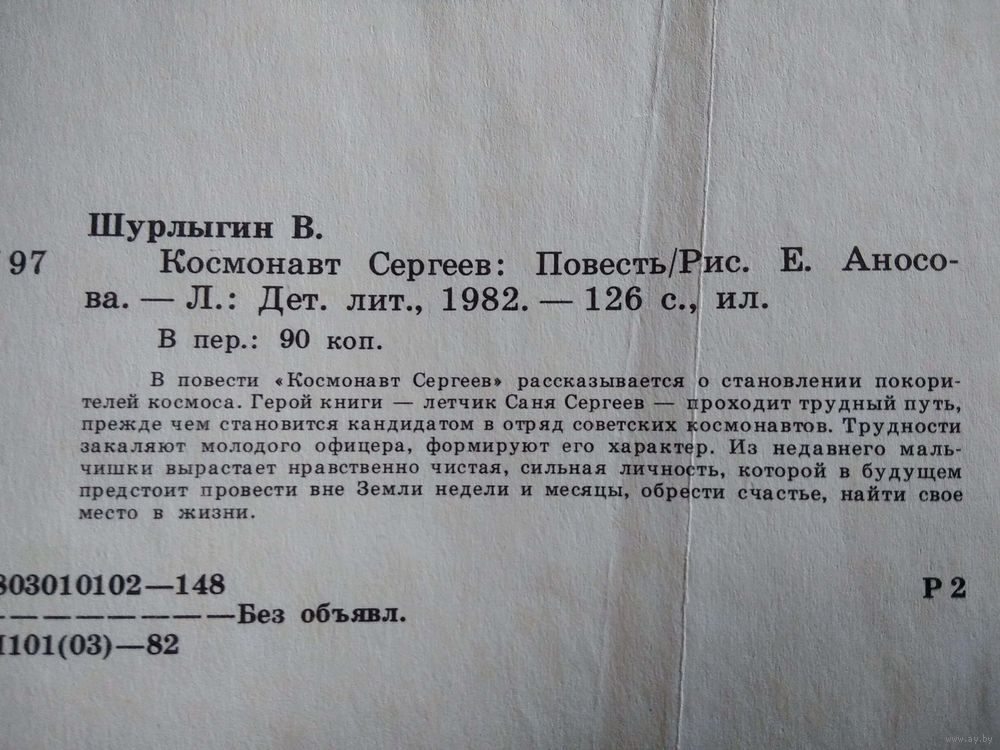 Шурлыгин В.
97 Космонавт Сергеев: Повесть/Рис. Е. Аносо-
ва. — Л.: Дет. лит., 1982. — 126 с., ил.
В пер.: 90 коп.
В повести «Космонавт Сергеев» рассказывается о становлении покори-
телей космоса. Герой книги — летчик Саня Сергеев — проходит трудный путь,
прежде чем становится кандидатом в отряд советских космонавтов. Трудности
закаляют молодого офицера, формируют его характер. Из недавнего маль-
чишки вырастает нравственно чистая, сильная личность, которой в будущем
предстоит провести вне Земли недели и месяцы, обрести счастье, найти свое
место в жизни.
803010102—148
————————Без объявл.
Р 2
101(03)—82
www.ay.by